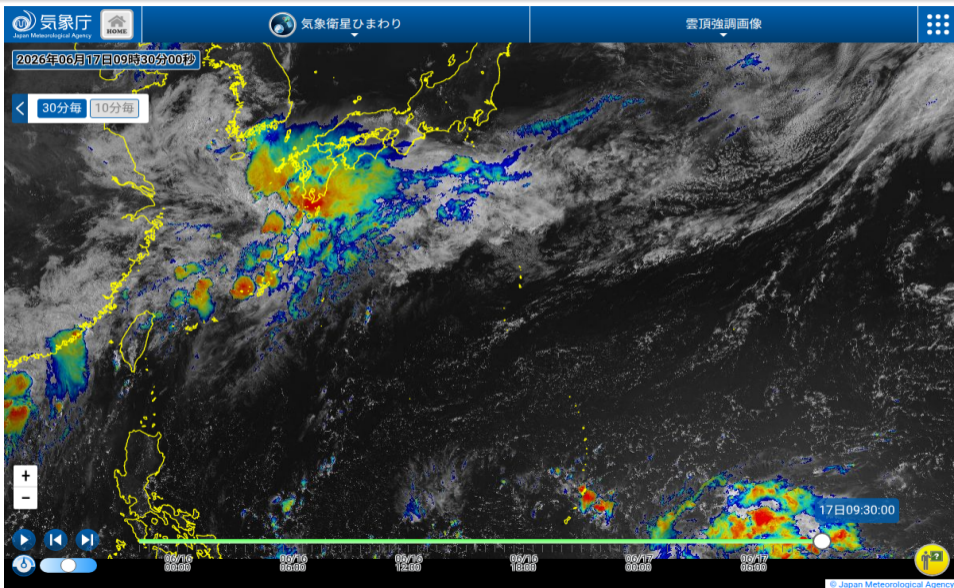 気象庁
Japan Meteorological Agency
HOME
気象衛星ひまわり
雲頂強調画像
2026年06月17日09時30分00秒
30分毎
10分毎
+
−
17日09:30:00
06/16
00:00
06/16
06:00
06/16
12:00
06/16
18:00
06/17
00:00
06/17
06:00
© Japan Meteorological Agency